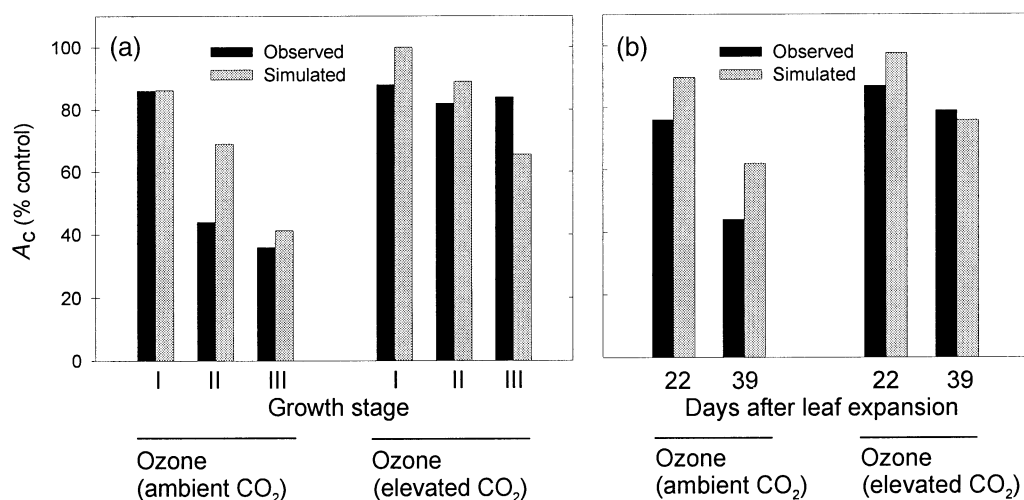 (a)
Observed
Simulated
A_C (% control)
100
80
60
40
20
0
I II III I II III
Growth stage
Ozone
(ambient CO₂)
Ozone
(elevated CO₂)
(b)
Observed
Simulated
22 39 22 39
Days after leaf expansion
Ozone
(ambient CO₂)
Ozone
(elevated CO₂)